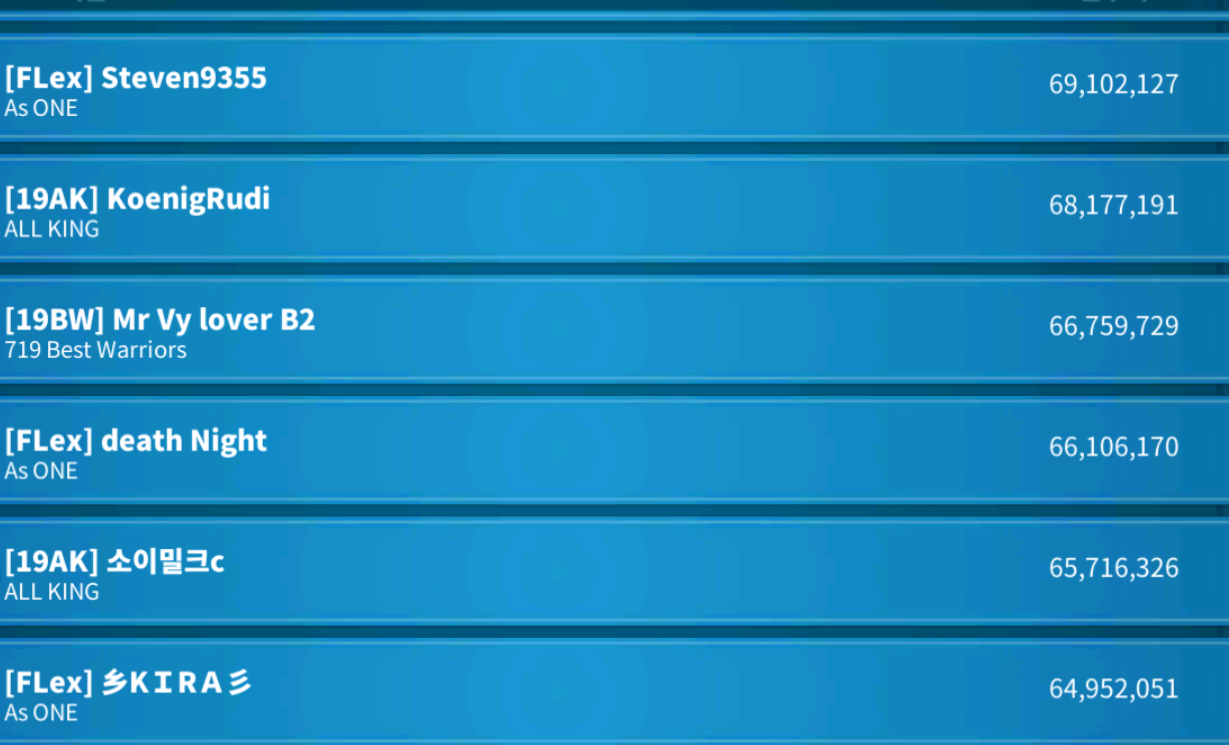 [FLex] Steven9355
As ONE
69,102,127
[19AK] KoenigRudi
ALL KING
68,177,191
[19BW] Mr Vy lover B2
719 Best Warriors
66,759,729
[FLex] death Night
As ONE
66,106,170
[19AK] 소이밀크c
ALL KING
65,716,326
[FLex] 乡KIRA彡
As ONE
64,952,051